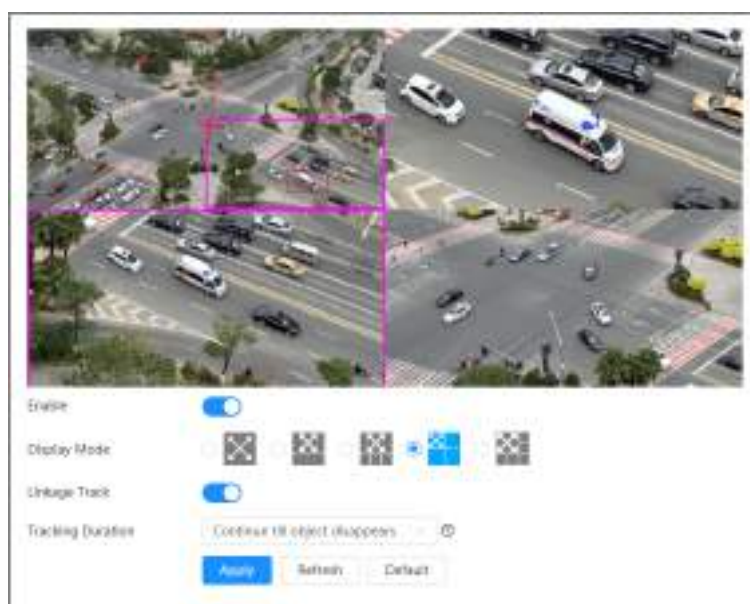 Enable
Display Mode
Linkage Track
Tracking Duration
Continue till object disappears
Apply
Refresh
Default